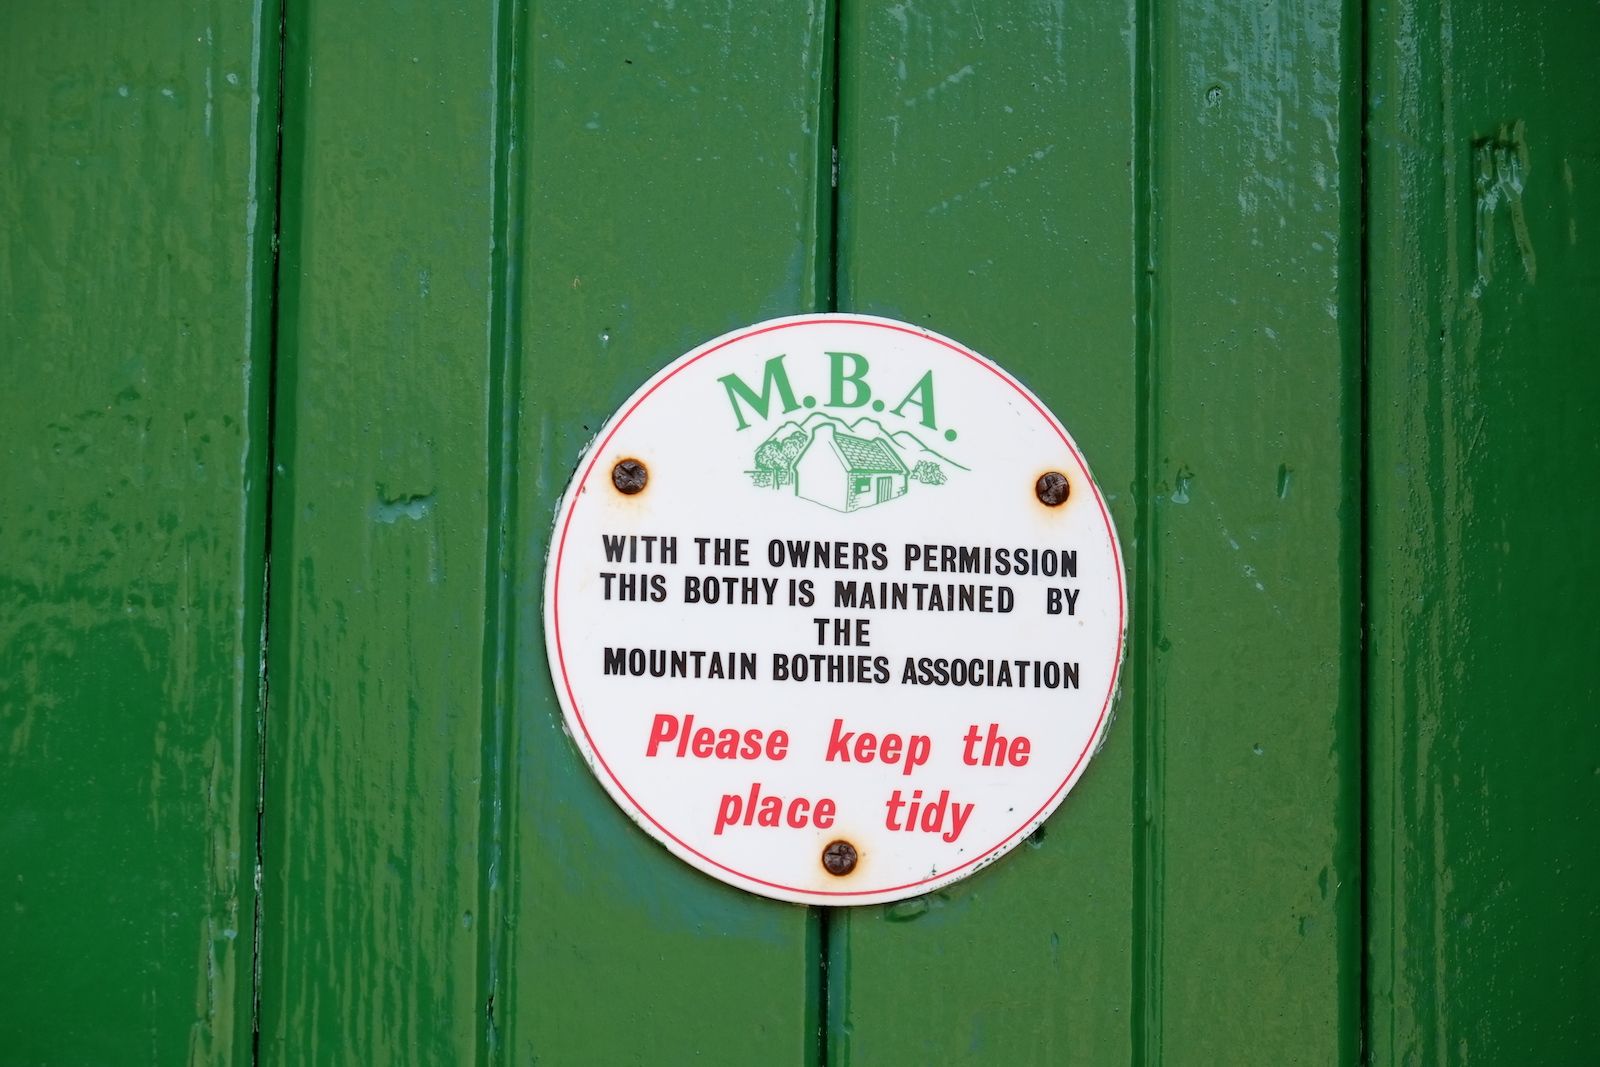 M.B.A.
WITH THE OWNERS PERMISSION
THIS BOTHY IS MAINTAINED BY
THE
MOUNTAIN BOTHIES ASSOCIATION
Please keep the
place tidy